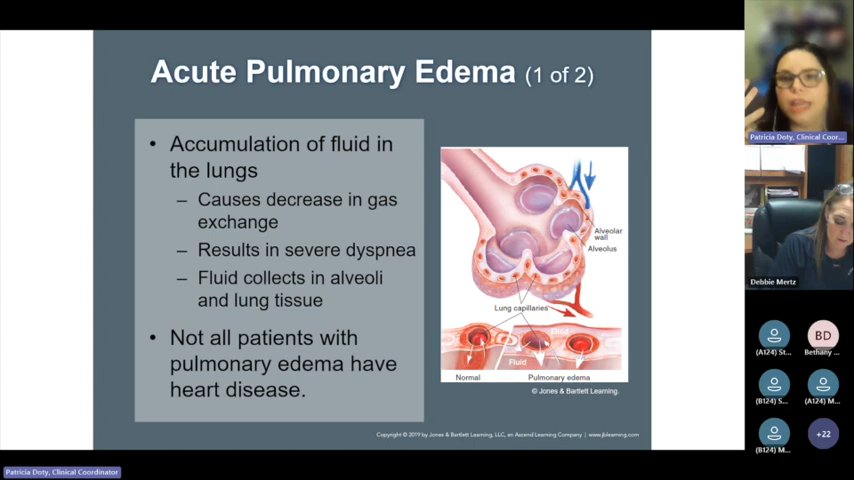 Acute Pulmonary Edema (1 of 2)
• Accumulation of fluid in
the lungs
– Causes decrease in gas
exchange
– Results in severe dyspnea
– Fluid collects in alveoli
and lung tissue
• Not all patients with
pulmonary edema have
heart disease.
Alveolar
wall
Alveolus
Lung capillaries
Fluid
Fluid
Normal
Pulmonary edema
© Jones & Bartlett Learning.
Copyright © 2019 by Jones & Bartlett Learning, LLC, an Ascend Learning Company | www.jblearning.com
Patricia Doty, Clinical Coor...
Debbie Mertz
BD
(A124) St...
Bethany ...
(B124) S...
(A124) M...
+22
(B124) M...
Patricia Doty, Clinical Coordinator